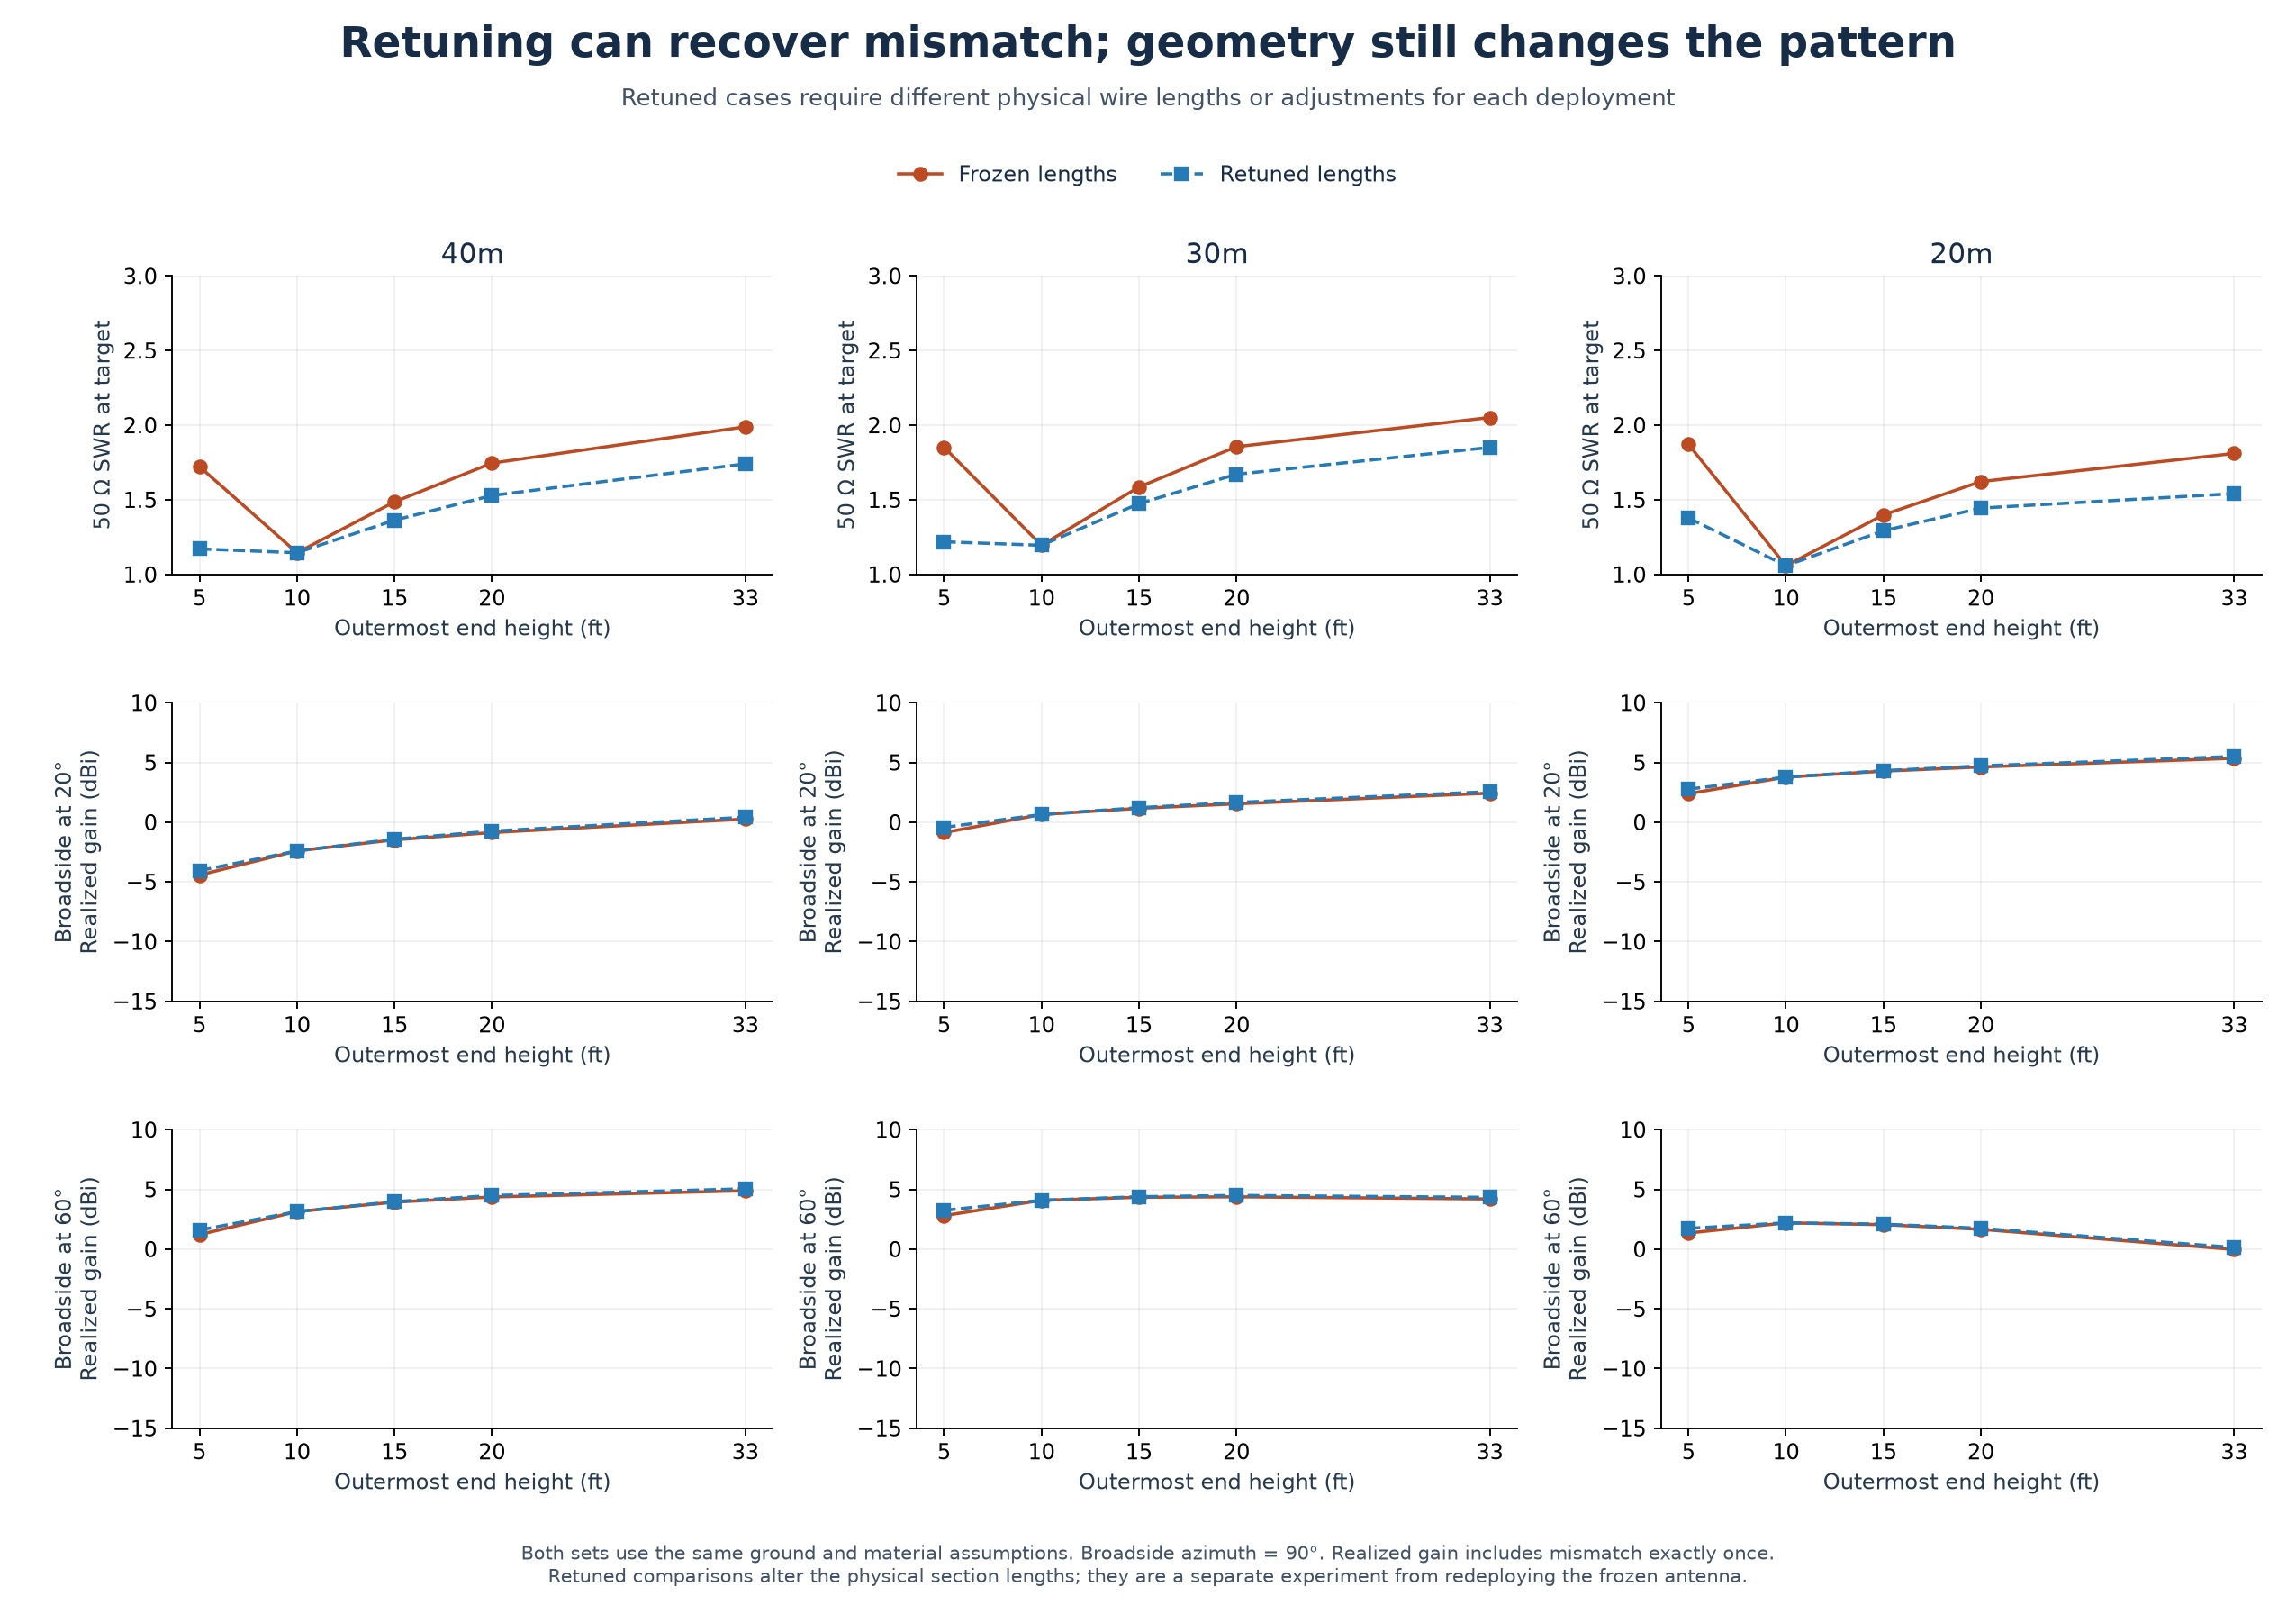 Retuning can recover mismatch; geometry still changes the pattern
Retuned cases require different physical wire lengths or adjustments for each deployment
Frozen lengths
Retuned lengths
40m
30m
20m
50 Ω SWR at target
3.0
2.5
2.0
1.5
1.0
5 10 15 20 33
Outermost end height (ft)
50 Ω SWR at target
3.0
2.5
2.0
1.5
1.0
5 10 15 20 33
Outermost end height (ft)
50 Ω SWR at target
3.0
2.5
2.0
1.5
1.0
5 10 15 20 33
Outermost end height (ft)
Broadside at 20°
Realized gain (dBi)
10
5
0
−5
−10
−15
5 10 15 20 33
Outermost end height (ft)
Broadside at 20°
Realized gain (dBi)
10
5
0
−5
−10
−15
5 10 15 20 33
Outermost end height (ft)
Broadside at 20°
Realized gain (dBi)
10
5
0
−5
−10
−15
5 10 15 20 33
Outermost end height (ft)
Broadside at 60°
Realized gain (dBi)
10
5
0
−5
−10
−15
5 10 15 20 33
Outermost end height (ft)
Broadside at 60°
Realized gain (dBi)
10
5
0
−5
−10
−15
5 10 15 20 33
Outermost end height (ft)
Broadside at 60°
Realized gain (dBi)
10
5
0
−5
−10
−15
5 10 15 20 33
Outermost end height (ft)
Both sets use the same ground and material assumptions. Broadside azimuth = 90°. Realized gain includes mismatch exactly once.
Retuned comparisons alter the physical section lengths; they are a separate experiment from redeploying the frozen antenna.